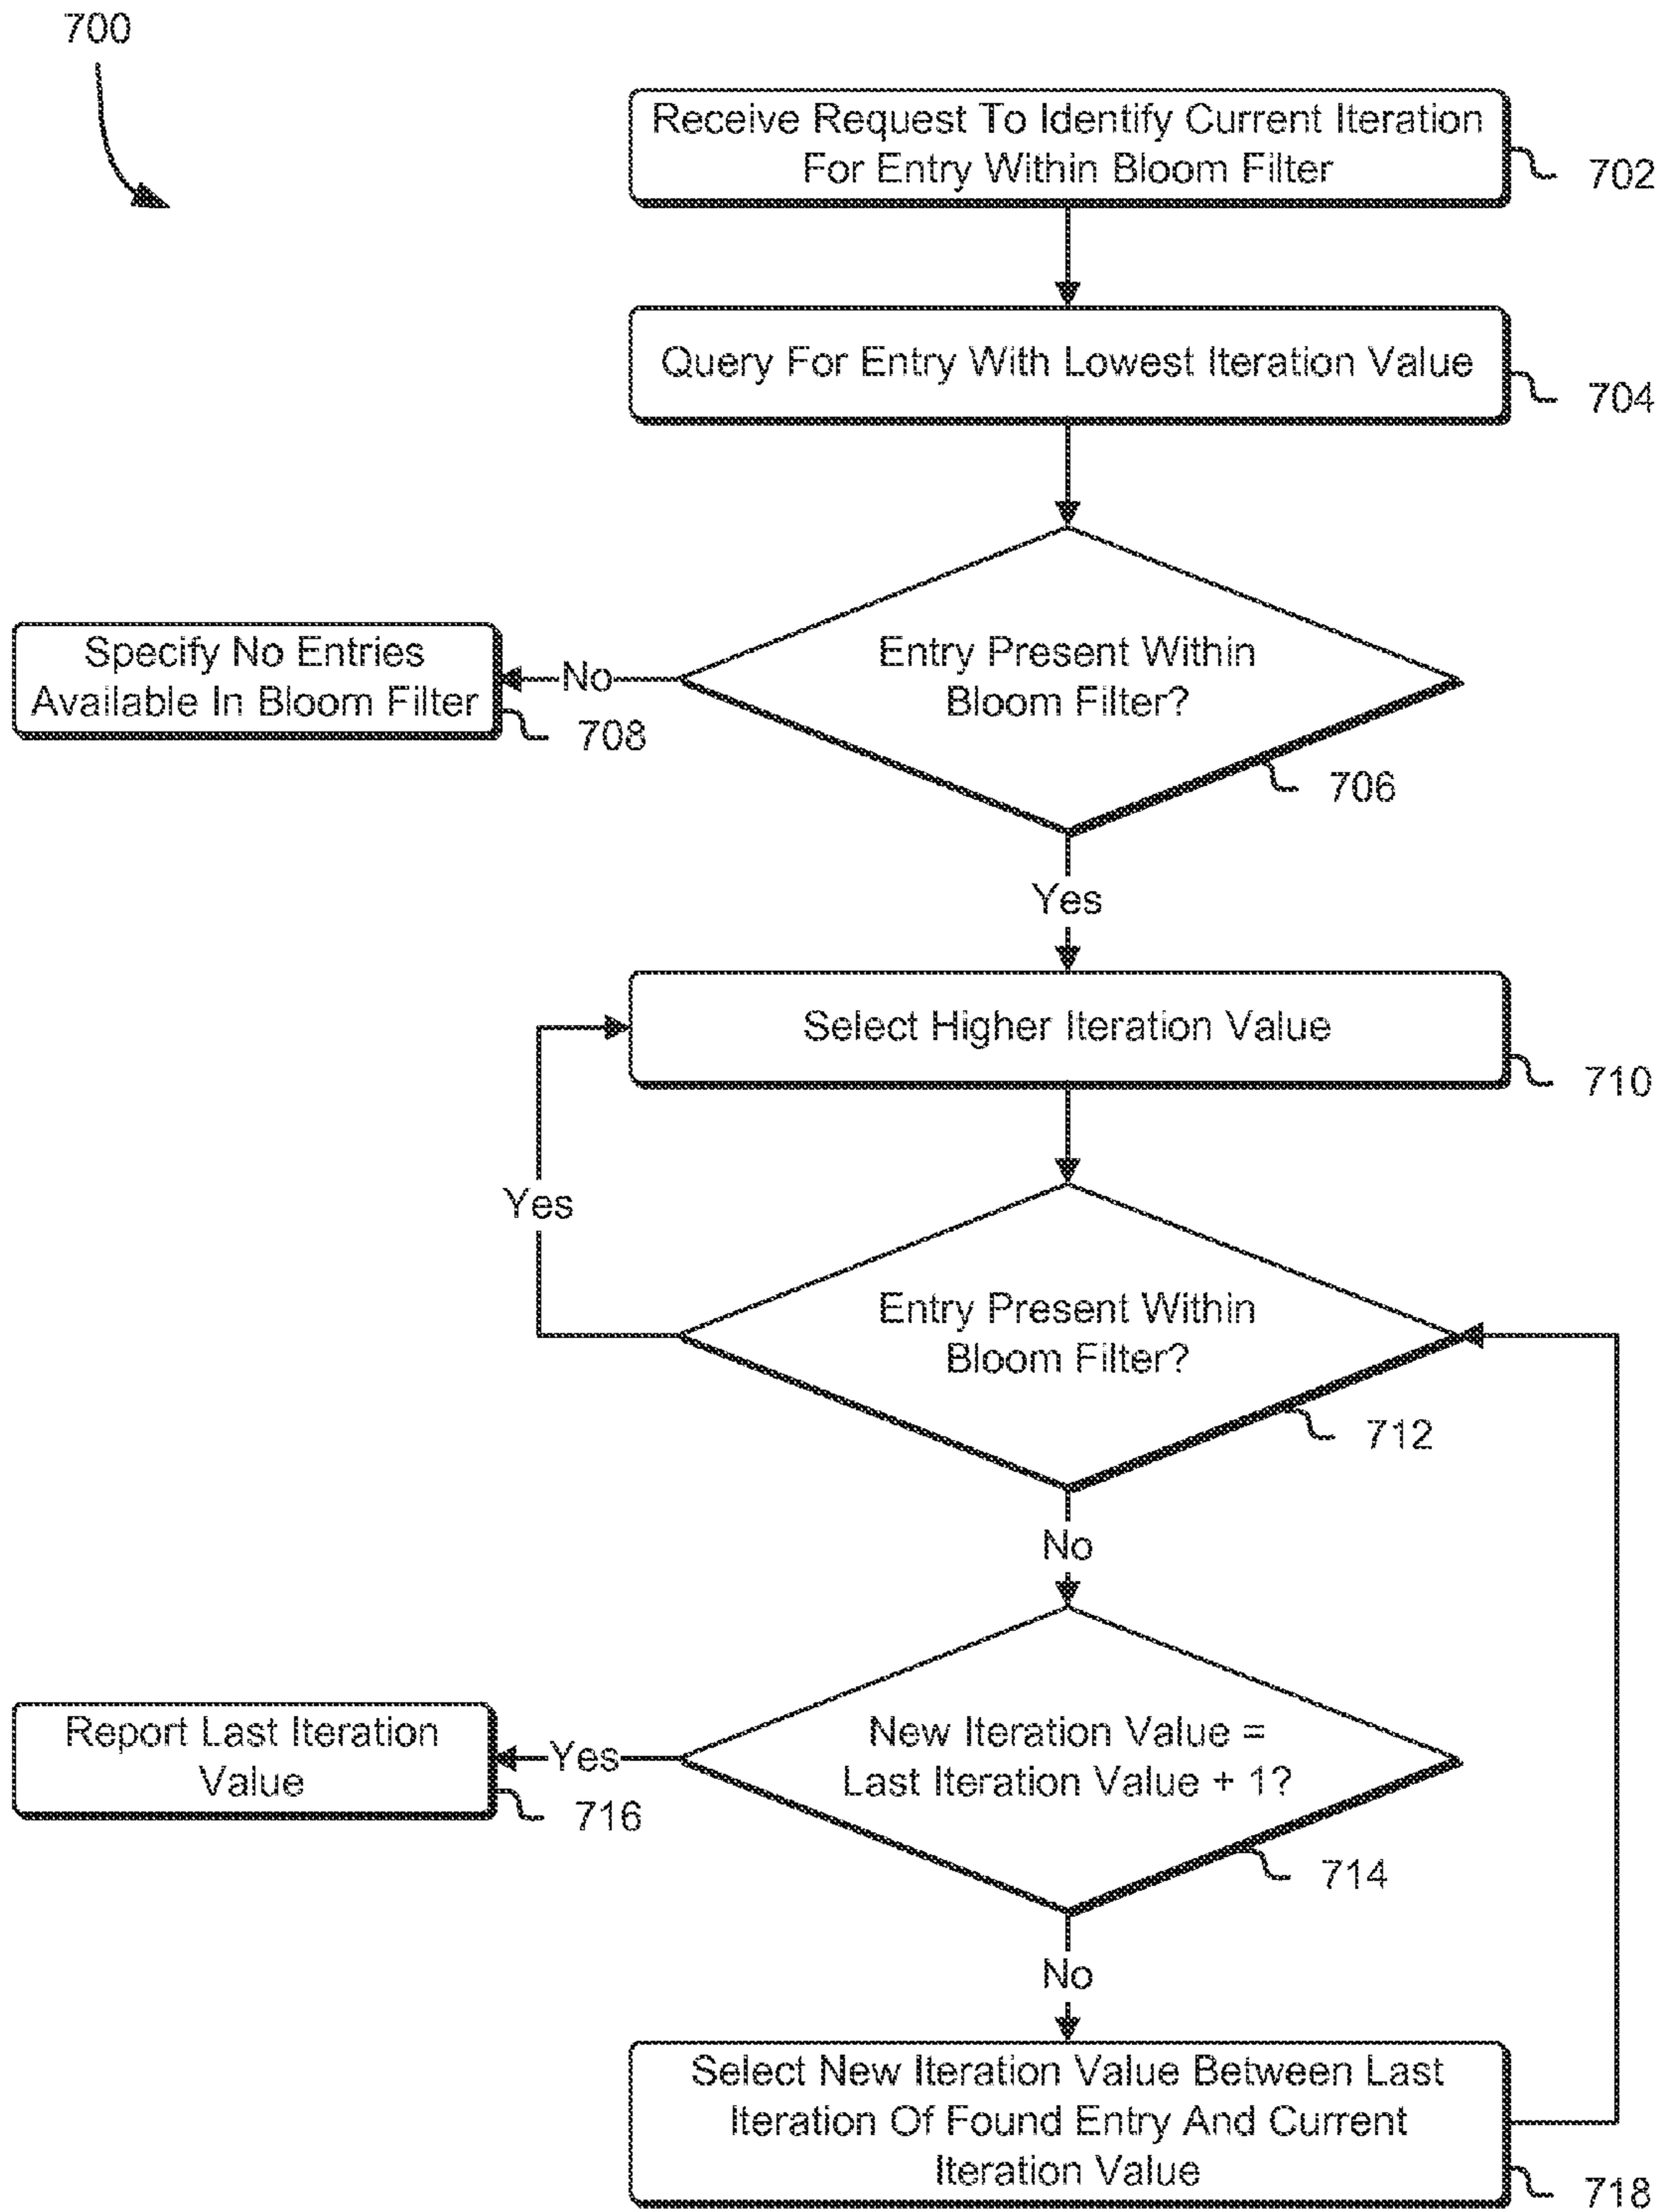 700
Receive Request To Identify Current Iteration
For Entry Within Bloom Filter
702
Query For Entry With Lowest Iteration Value
704
Entry Present Within
Bloom Filter?
706
No
Specify No Entries
Available In Bloom Filter
708
Yes
Select Higher Iteration Value
710
Yes
Entry Present Within
Bloom Filter?
712
No
New Iteration Value =
Last Iteration Value + 1?
714
Yes
Report Last Iteration
Value
716
No
Select New Iteration Value Between Last
Iteration Of Found Entry And Current
Iteration Value
718